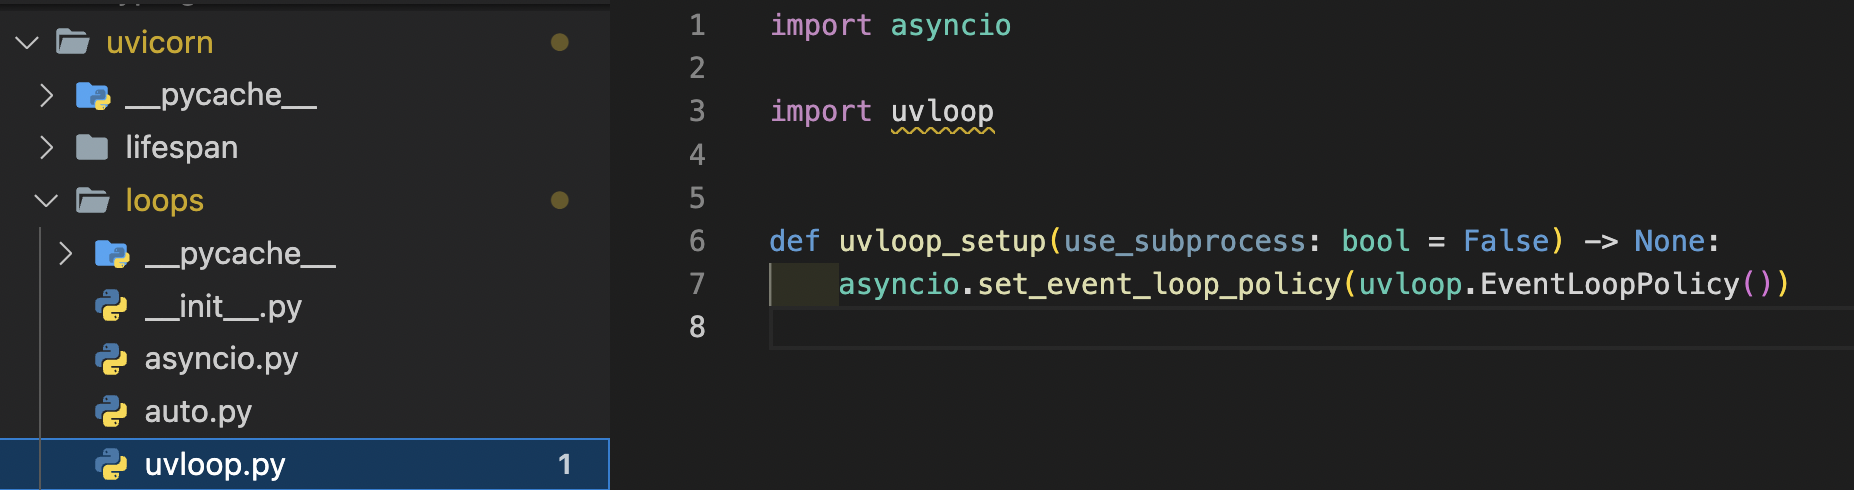 uvicorn
__pycache__
lifespan
loops
__pycache__
__init__.py
asyncio.py
auto.py
uvloop.py 1
1 import asyncio
2
3 import uvloop
4
5
6 def uvloop_setup(use_subprocess: bool = False) -> None:
7 asyncio.set_event_loop_policy(uvloop.EventLoopPolicy())
8